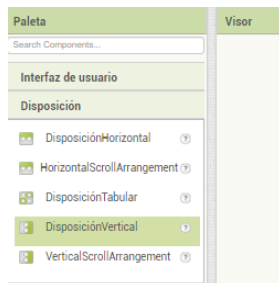 Paleta
Visor
Search Components...
Interfaz de usuario
Disposición
DisposiciónHorizontal ?
HorizontalScrollArrangement ?
DisposiciónTabular ?
DisposiciónVertical ?
VerticalScrollArrangement ?